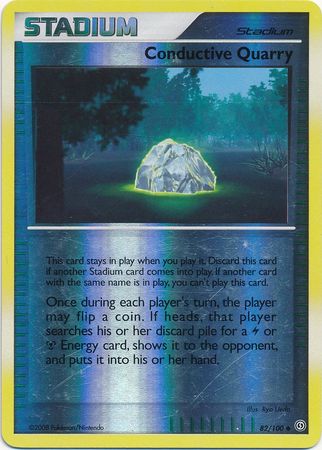 STADIUM
Stadium
Conductive Quarry
This card stays in play when you play it. Discard this card
if another Stadium card comes into play. If another card
with the same name is in play, you can't play this card.
Once during each player's turn, the player
may flip a coin. If heads, that player
searches his or her discard pile for a or
Energy card, shows it to the opponent,
and puts it into his or her hand.
Illus. Ryo Ueda
©2008 Pokémon/Nintendo
82/100